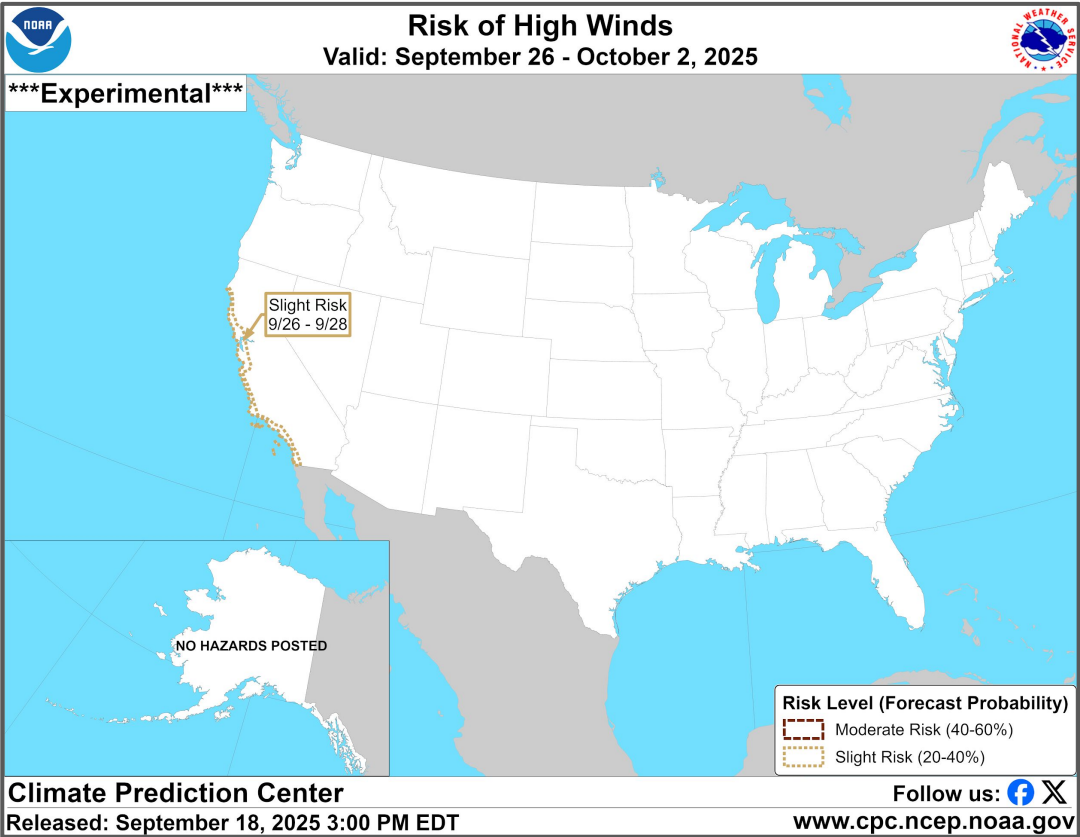 NOAA
Risk of High Winds
Valid: September 26 - October 2, 2025
NATIONAL WEATHER SERVICE
***Experimental***
Slight Risk
9/26 - 9/28
NO HAZARDS POSTED
Risk Level (Forecast Probability)
Moderate Risk (40-60%)
Slight Risk (20-40%)
Climate Prediction Center
Follow us:
Released: September 18, 2025 3:00 PM EDT
www.cpc.ncep.noaa.gov